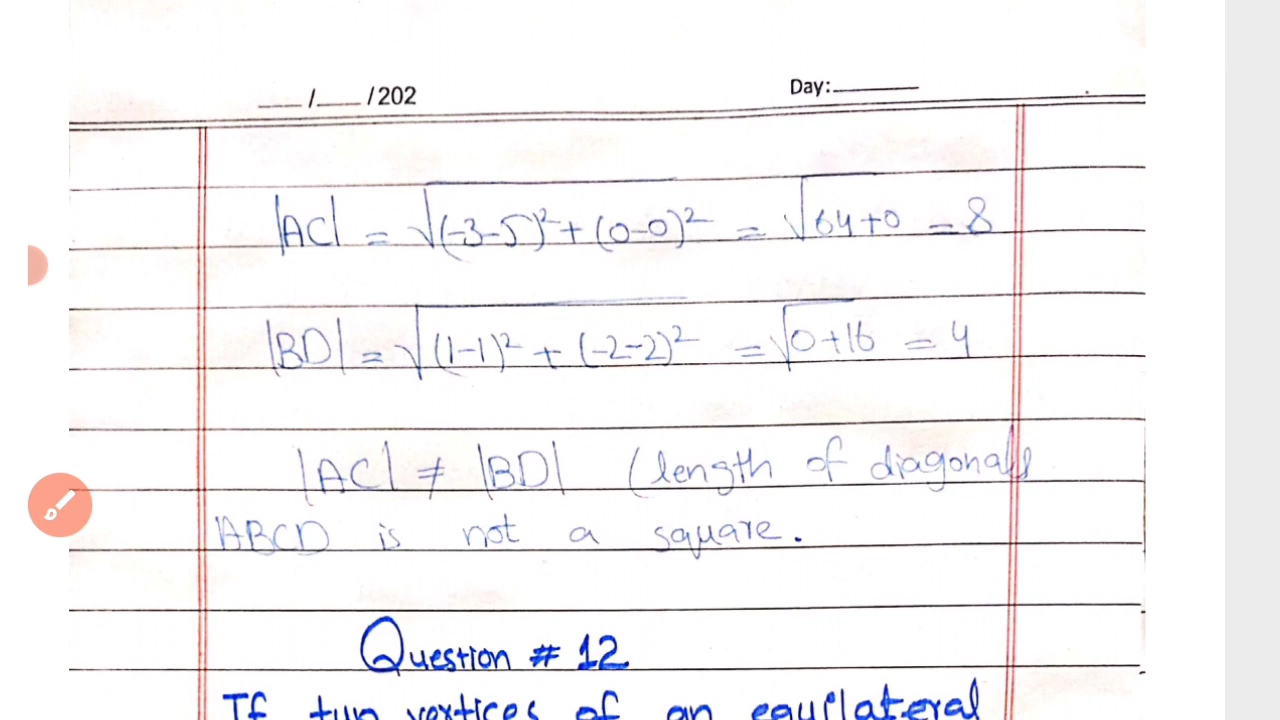 ___/___/202
Day:______
|AC| = √(-3-5)²+(0-0)² = √64+0 = 8
|BD| = √(1-1)² + (-2-2)² = √0+16 = 4
|AC| ≠ |BD| (length of diagonals
ABCD is not a square.
Question # 12
If two vertices of an equilateral